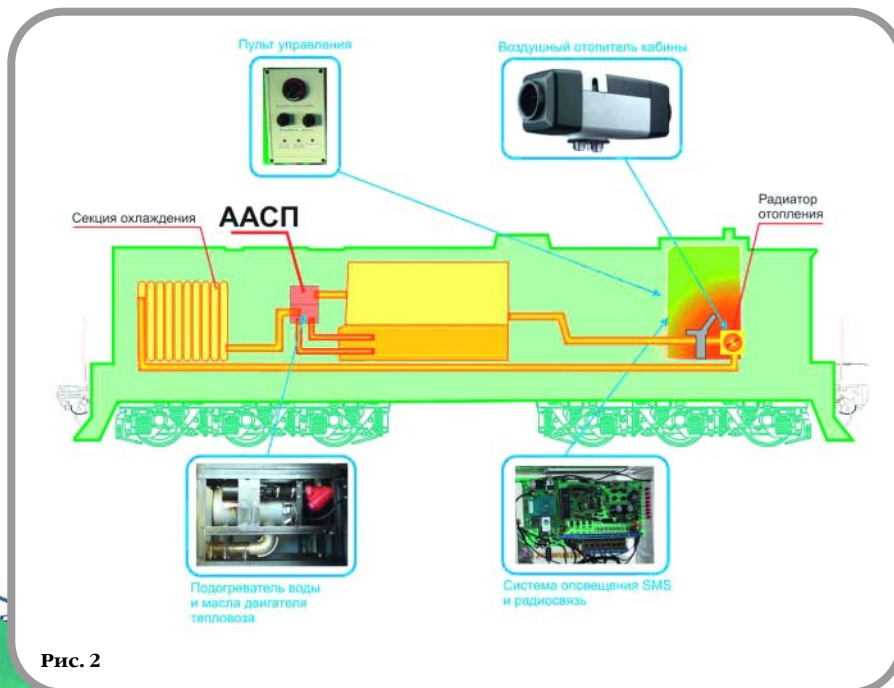 Пульт управления
Воздушный отопитель кабины
Секция охлаждения
ААСП
Радиатор
отопления
Подогреватель воды
и масла двигателя
тепловоза
Система оповещения SMS
и радиосвязь
Рис. 2